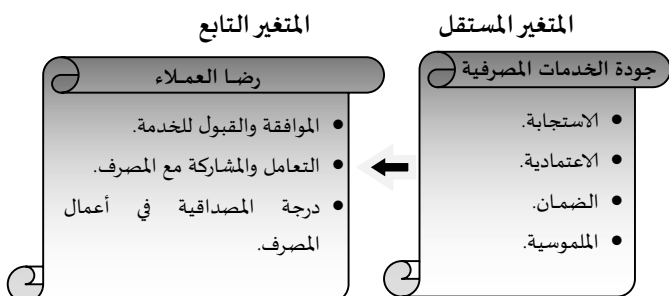 المتغير المستقل
جودة الخدمات المصرفية
● الاستجابة.
● الاعتمادية.
● الضمان.
● الملموسية.
المتغير التابع
رضا العملاء
● الموافقة والقبول للخدمة.
● التعامل والمشاركة مع المصرف.
● درجة المصداقية في أعمال
المصرف.